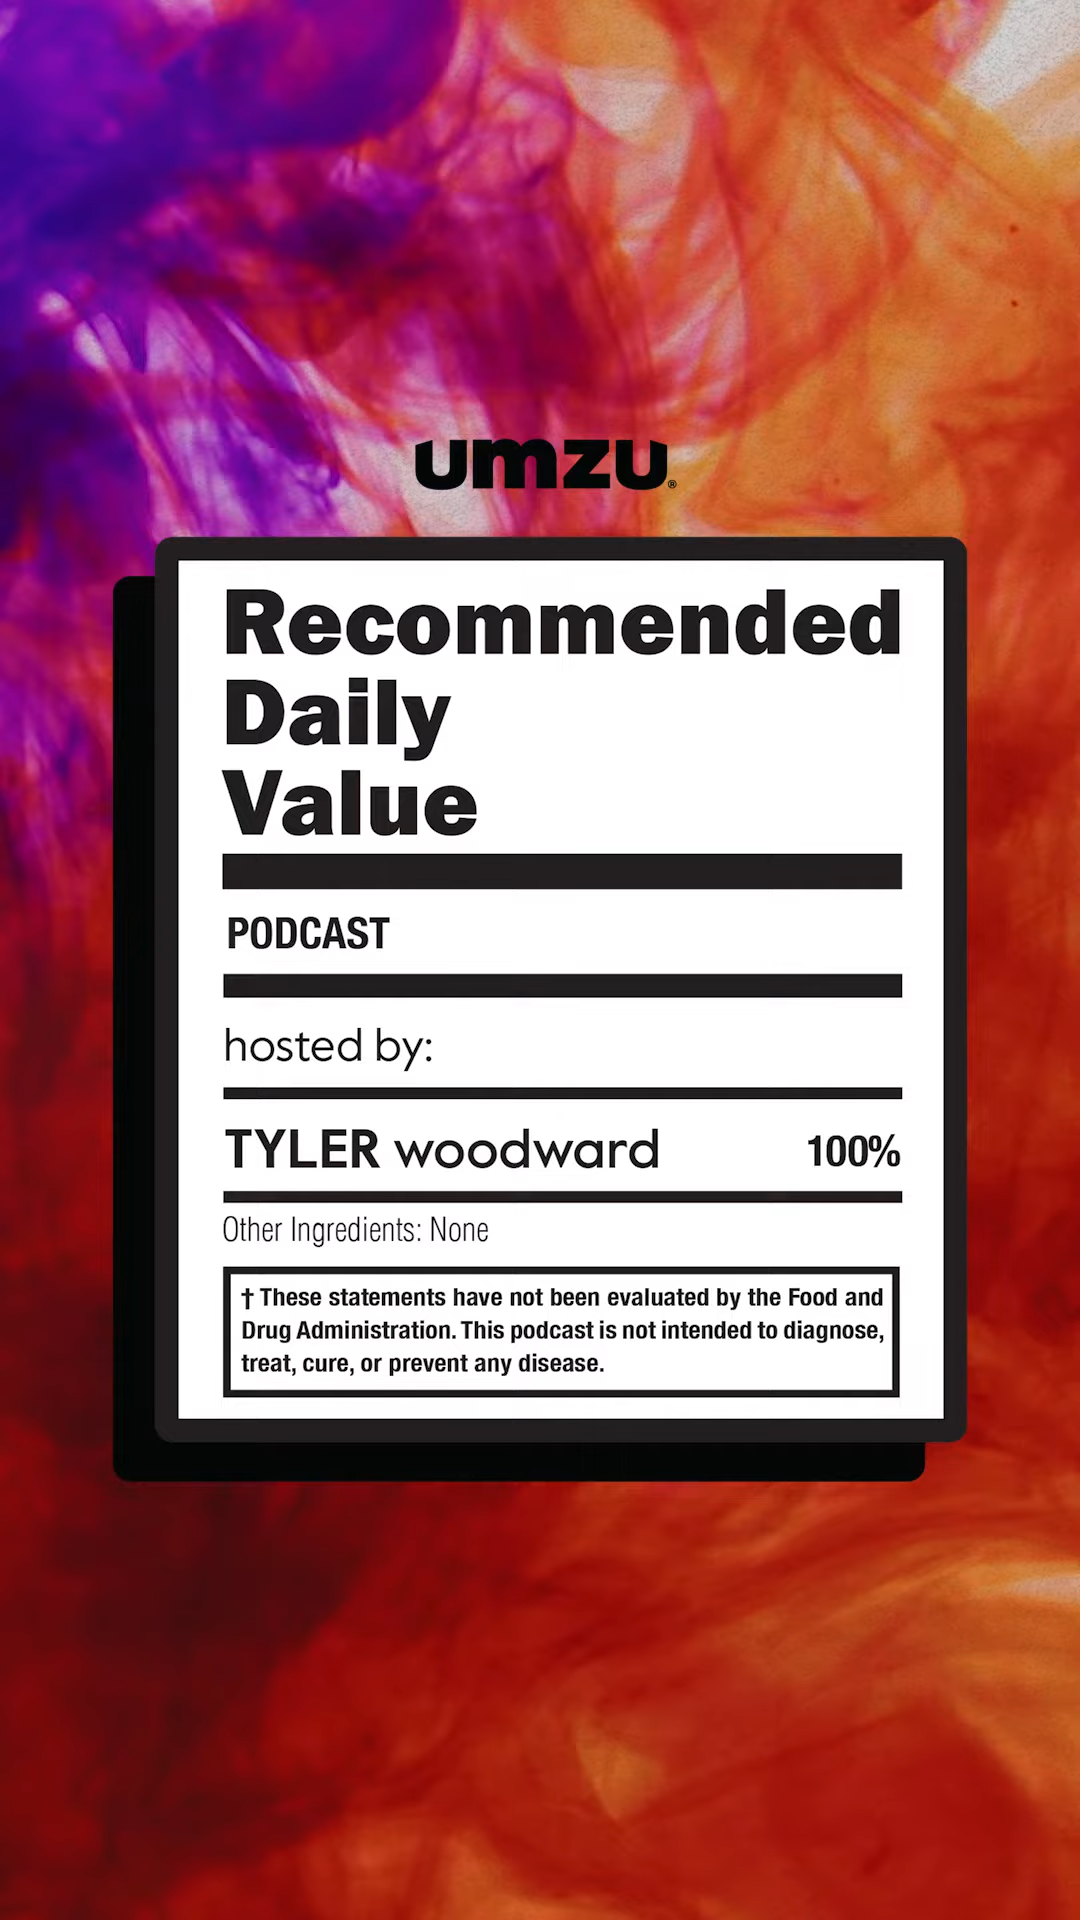 umzu®
Recommended
Daily
Value
PODCAST
hosted by:
TYLER woodward 100%
Other Ingredients: None
† These statements have not been evaluated by the Food and
Drug Administration. This podcast is not intended to diagnose,
treat, cure, or prevent any disease.